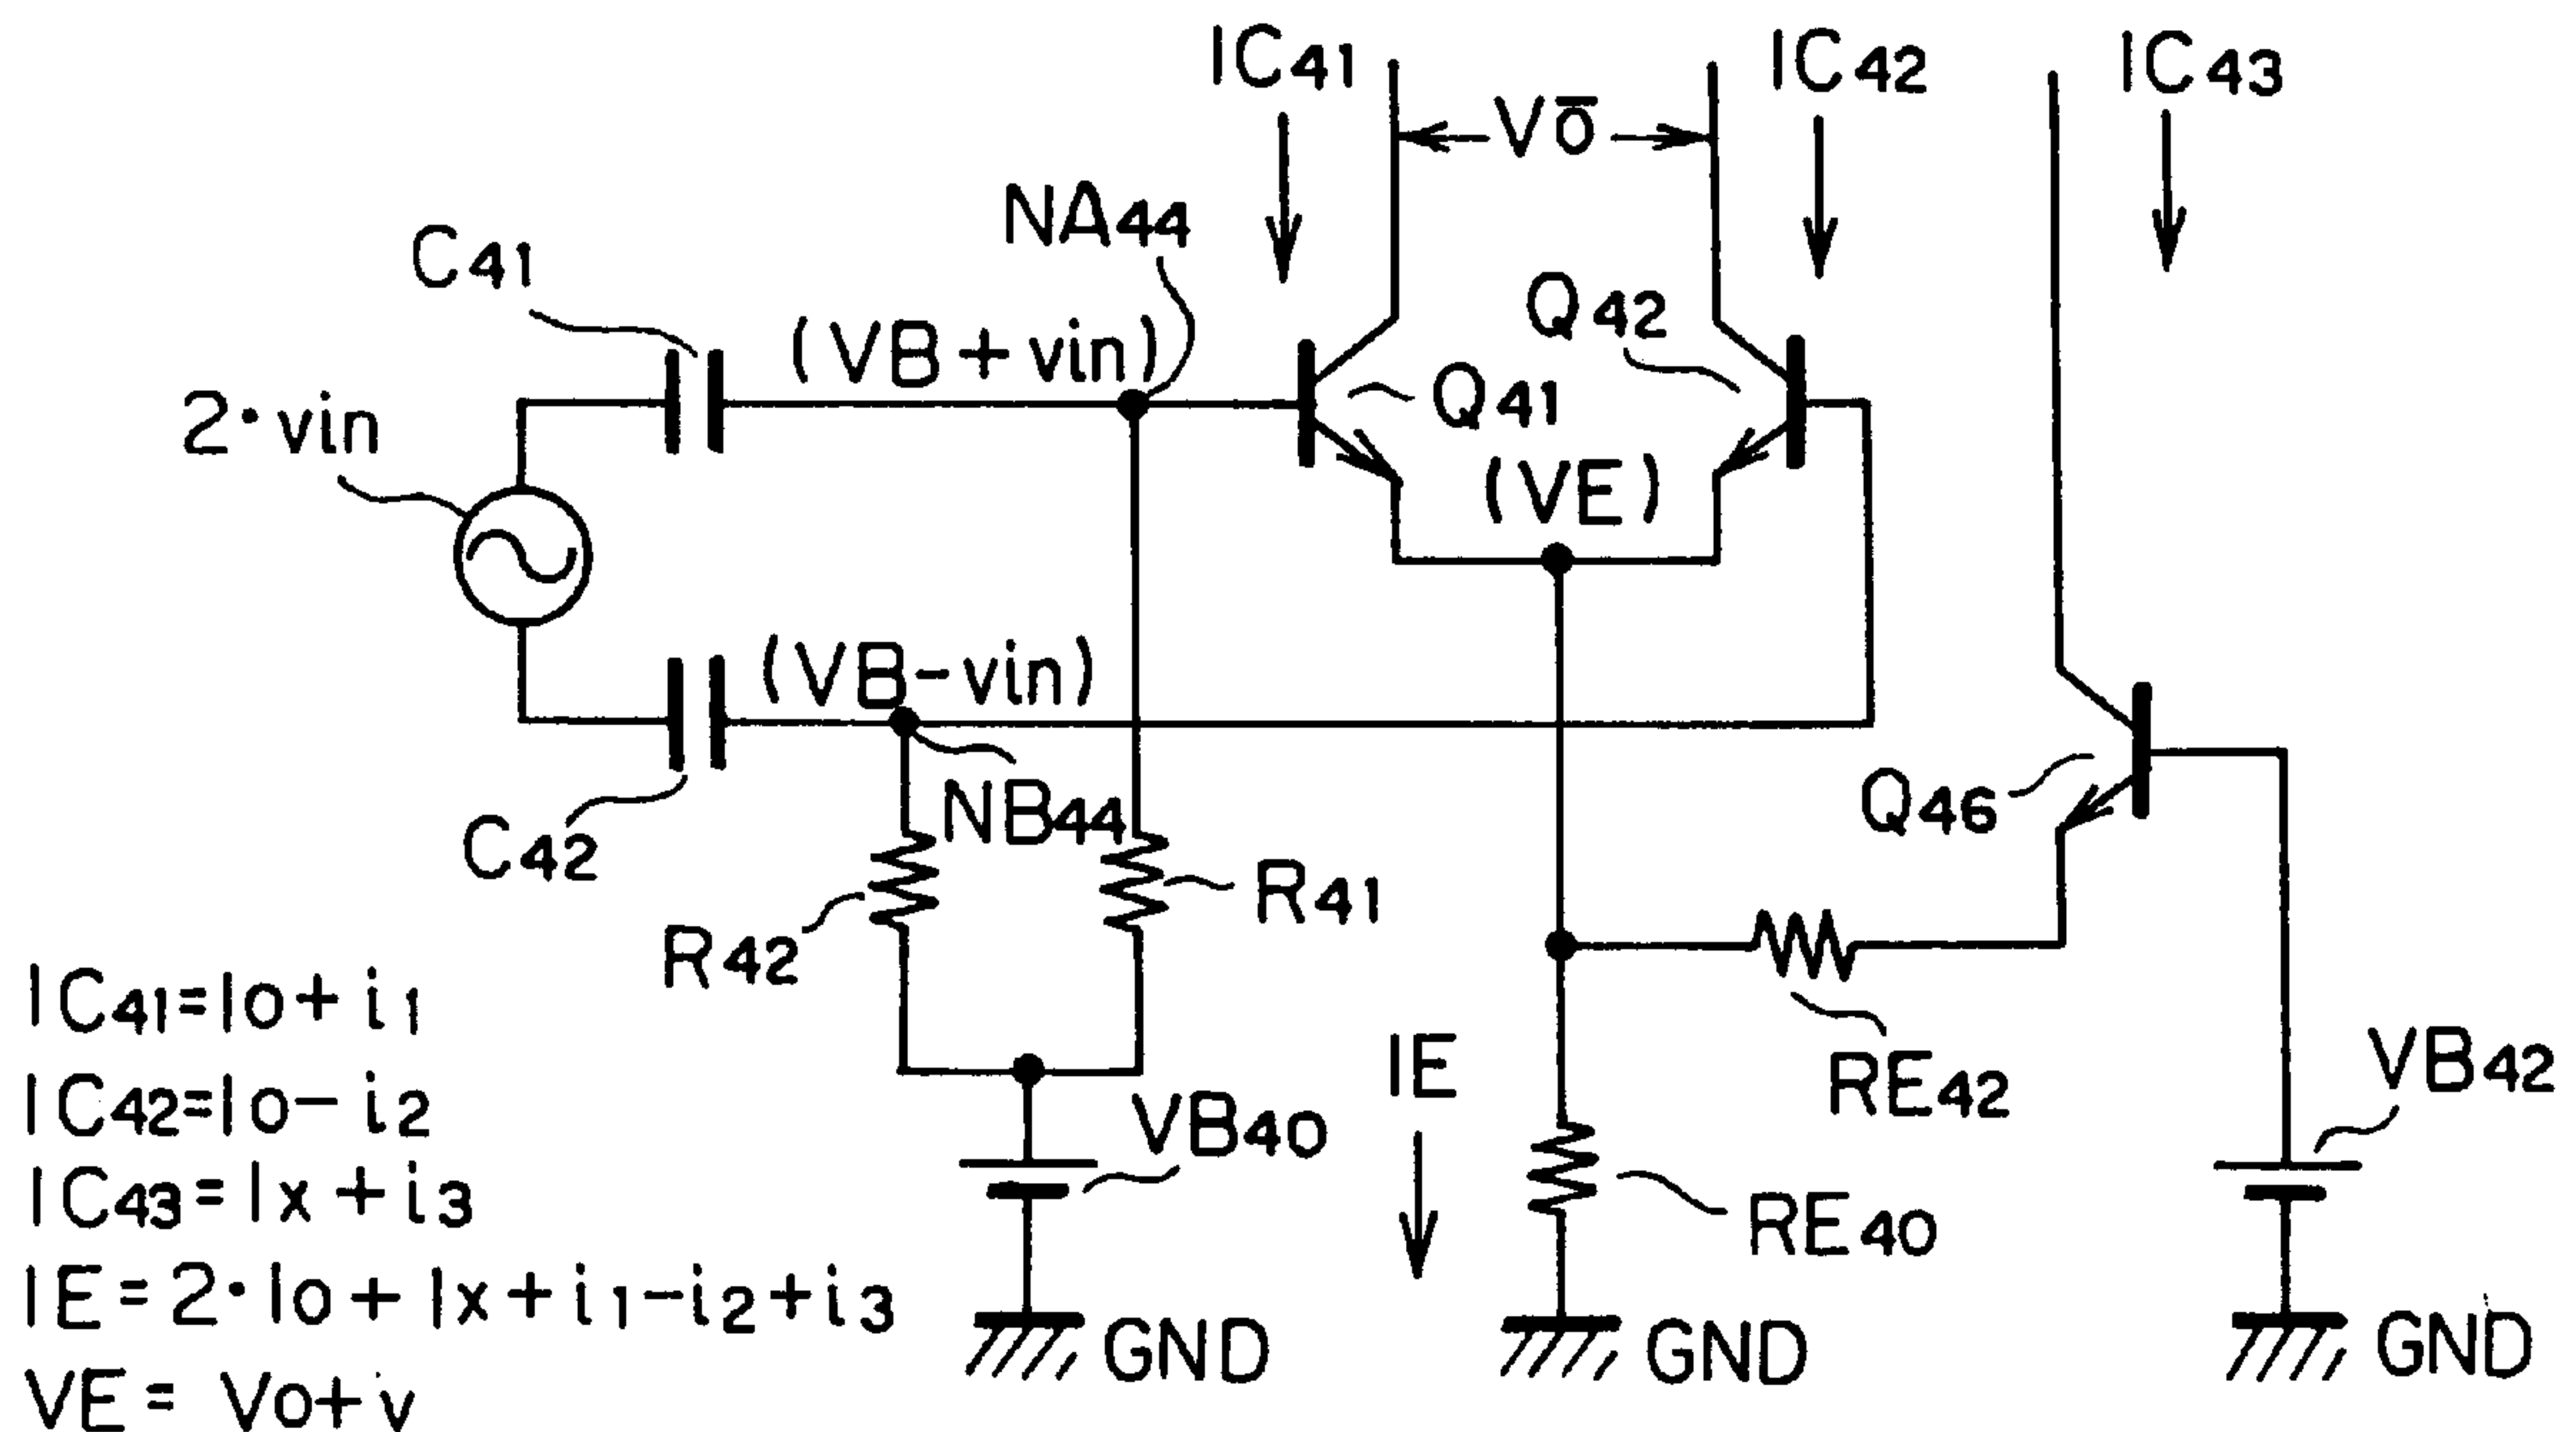 IC41
IC42
IC43
Vo̅
NA44
C41
Q42
(VB+vin)
2·vin
Q41
(VE)
(VB-vin)
NB44
Q46
C42
R41
R42
IC41=Io+i1
IE
RE42
VB42
IC42=Io-i2
VB40
IC43=Ix+i3
RE40
IE=2·Io+Ix+i1-i2+i3
GND
GND
GND
VE=Vo+v